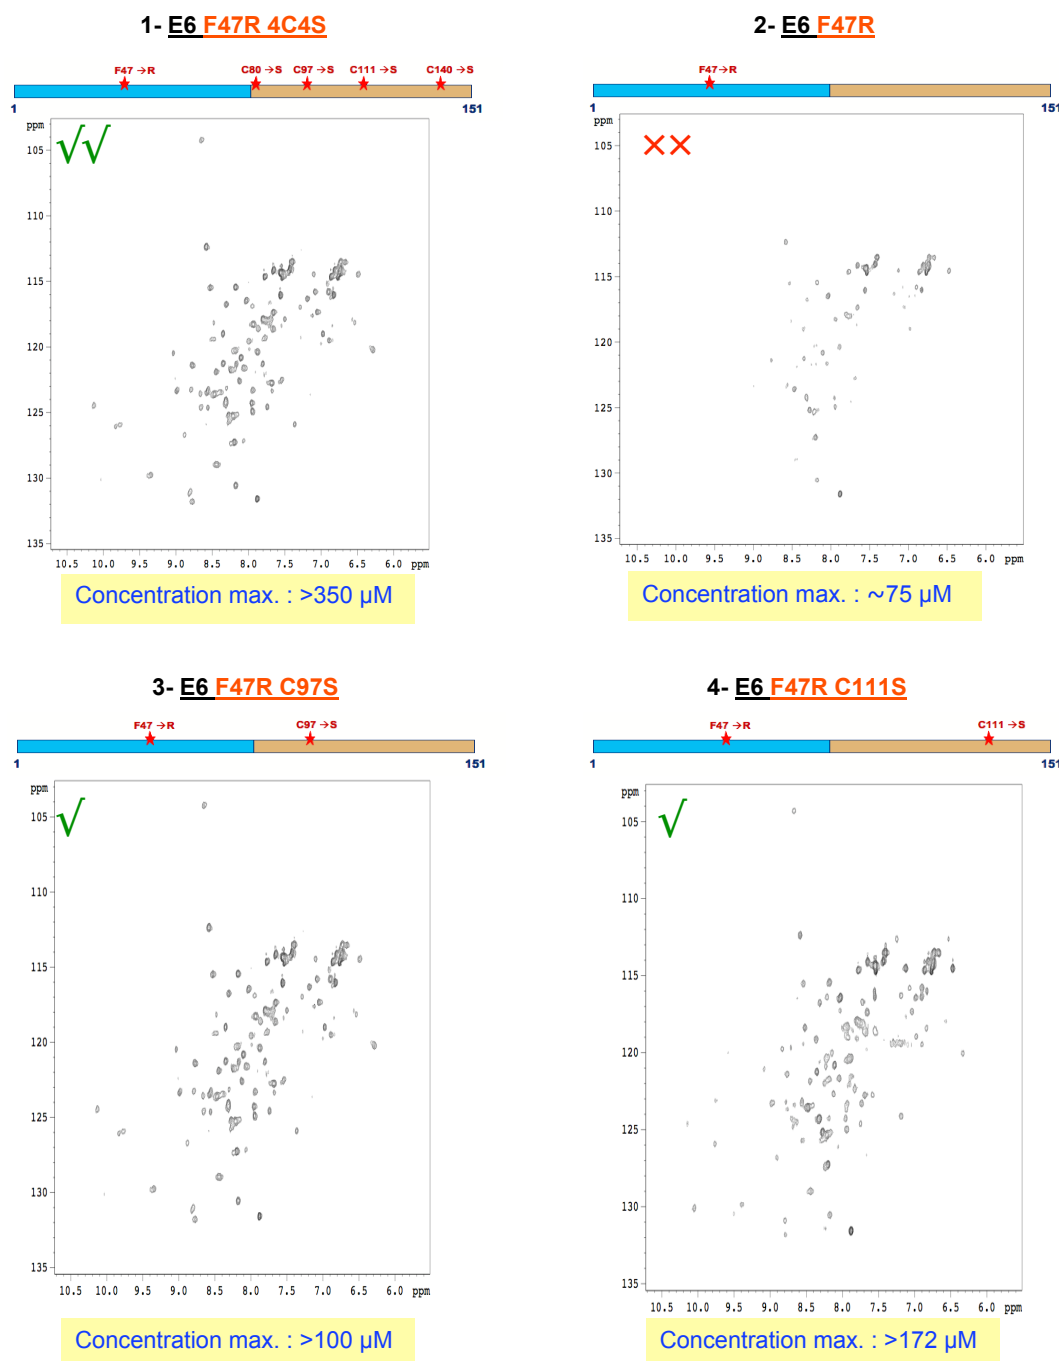 1- E6 F47R 4C4S
F47 →R C80→S C97→S C111→S C140→S
1 151
ppm
105
110
115
120
125
130
135
10.5 10.0 9.5 9.0 8.5 8.0 7.5 7.0 6.5 6.0 ppm
Concentration max. : >350 µM
2- E6 F47R
F47→R
1 151
ppm
105
110
115
120
125
130
135
10.5 10.0 9.5 9.0 8.5 8.0 7.5 7.0 6.5 6.0 ppm
Concentration max. : ~75 µM
3- E6 F47R C97S
F47 →R C97 →S
1 151
ppm
105
110
115
120
125
130
135
10.5 10.0 9.5 9.0 8.5 8.0 7.5 7.0 6.5 6.0 ppm
Concentration max. : >100 µM
4- E6 F47R C111S
F47 →R C111→S
1 151
ppm
105
110
115
120
125
130
135
10.5 10.0 9.5 9.0 8.5 8.0 7.5 7.0 6.5 6.0 ppm
Concentration max. : >172 µM